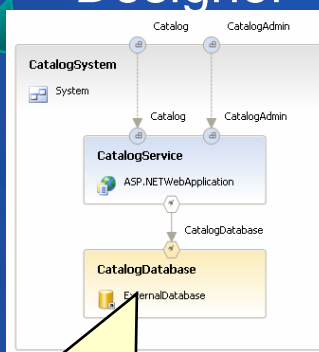 Designer
Catalog CatalogAdmin
CatalogSystem
System
Catalog CatalogAdmin
CatalogService
ASP.NETWebApplication
CatalogDatabase
CatalogDatabase
ExternalDatabase